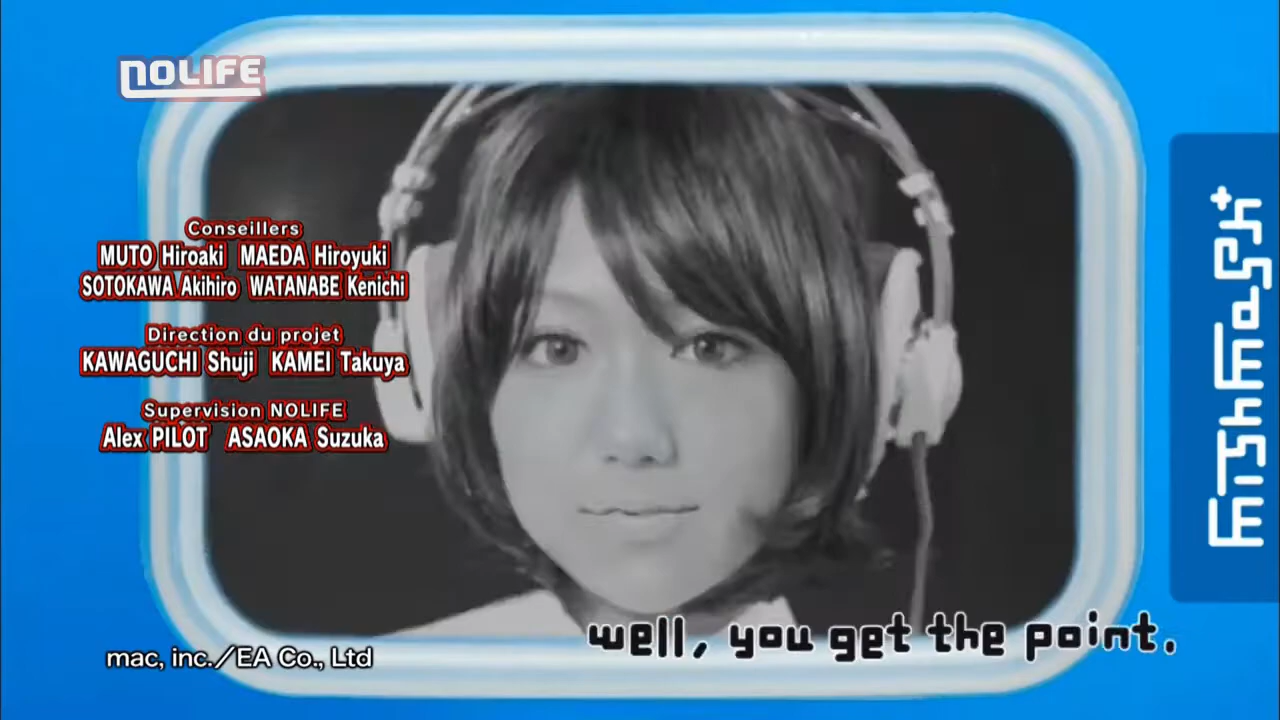 NOLIFE
Conseillers
MUTO Hiroaki MAEDA Hiroyuki
SOTOKAWA Akihiro WATANABE Kenichi
Direction du projet
KAWAGUCHI Shuji KAMEI Takuya
Supervision NOLIFE
Alex PILOT ASAOKA Suzuka
mac, inc./EA Co., Ltd
well, you get the point.